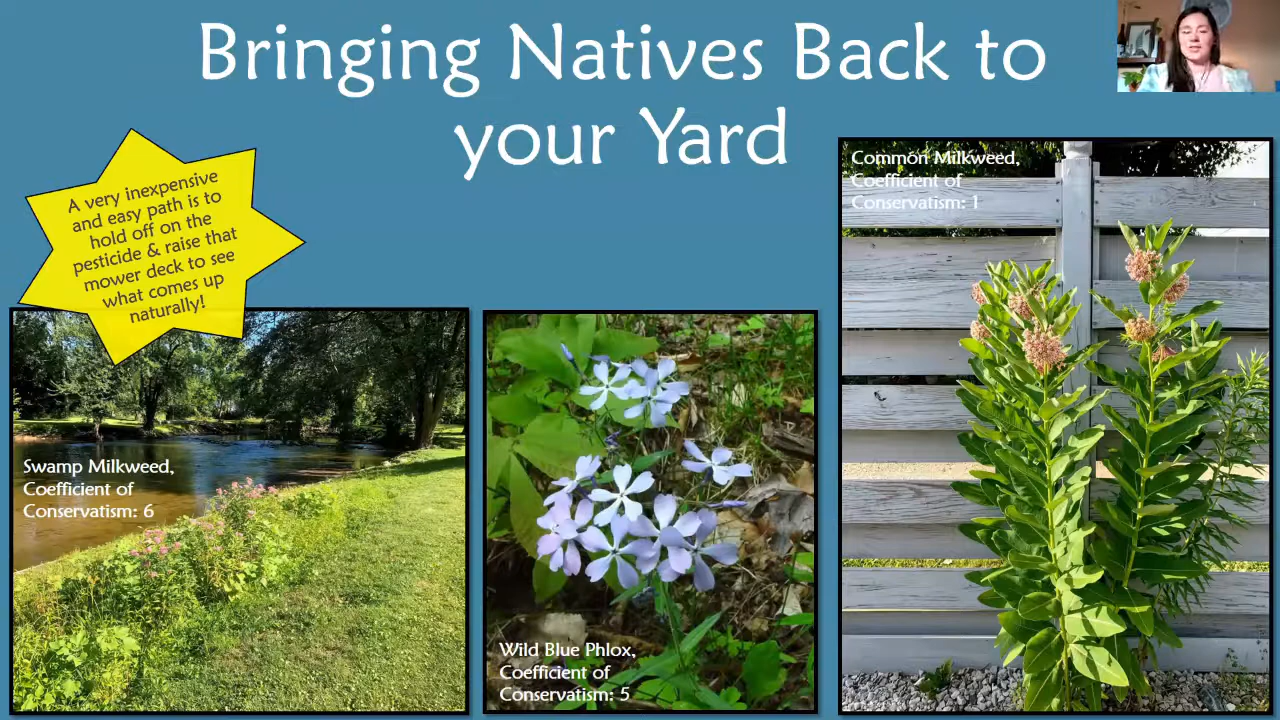 Bringing Natives Back to
your Yard
A very inexpensive
and easy path is to
hold off on the
pesticide & raise that
mower deck to see
what comes up
naturally!
Swamp Milkweed,
Coefficient of
Conservatism: 6
Wild Blue Phlox,
Coefficient of
Conservatism: 5
Common Milkweed,
Coefficient of
Conservatism: 1